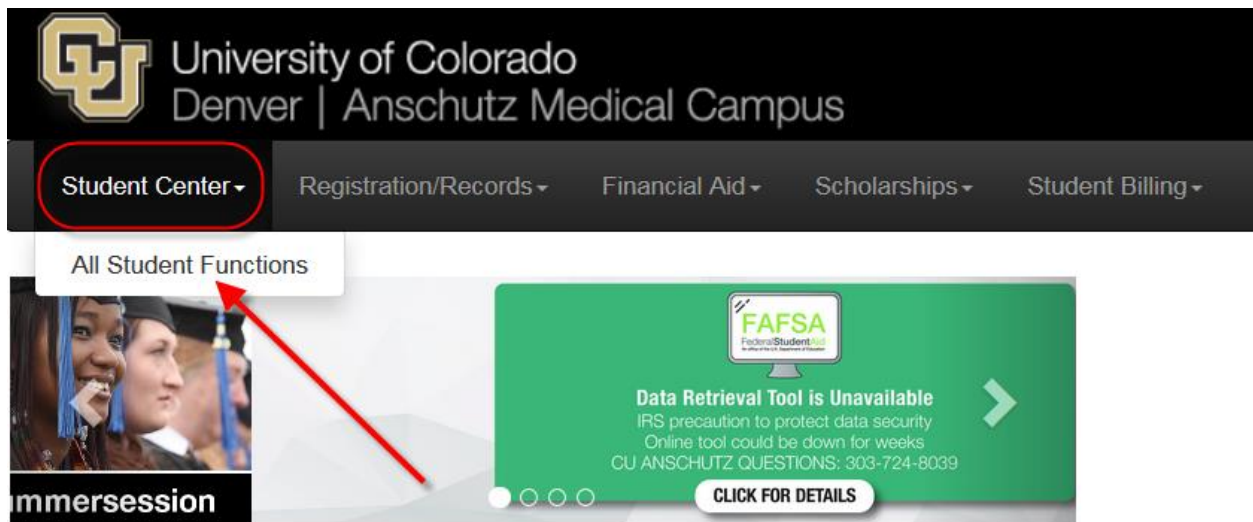 CU
University of Colorado
Denver | Anschutz Medical Campus
Student Center Registration/Records Financial Aid Scholarships Student Billing
All Student Functions
FAFSA
FederalStudentAid
Data Retrieval Tool is Unavailable
IRS precaution to protect data security
Online tool could be down for weeks
CU ANSCHUTZ QUESTIONS: 303-724-8039
CLICK FOR DETAILS
mmersession